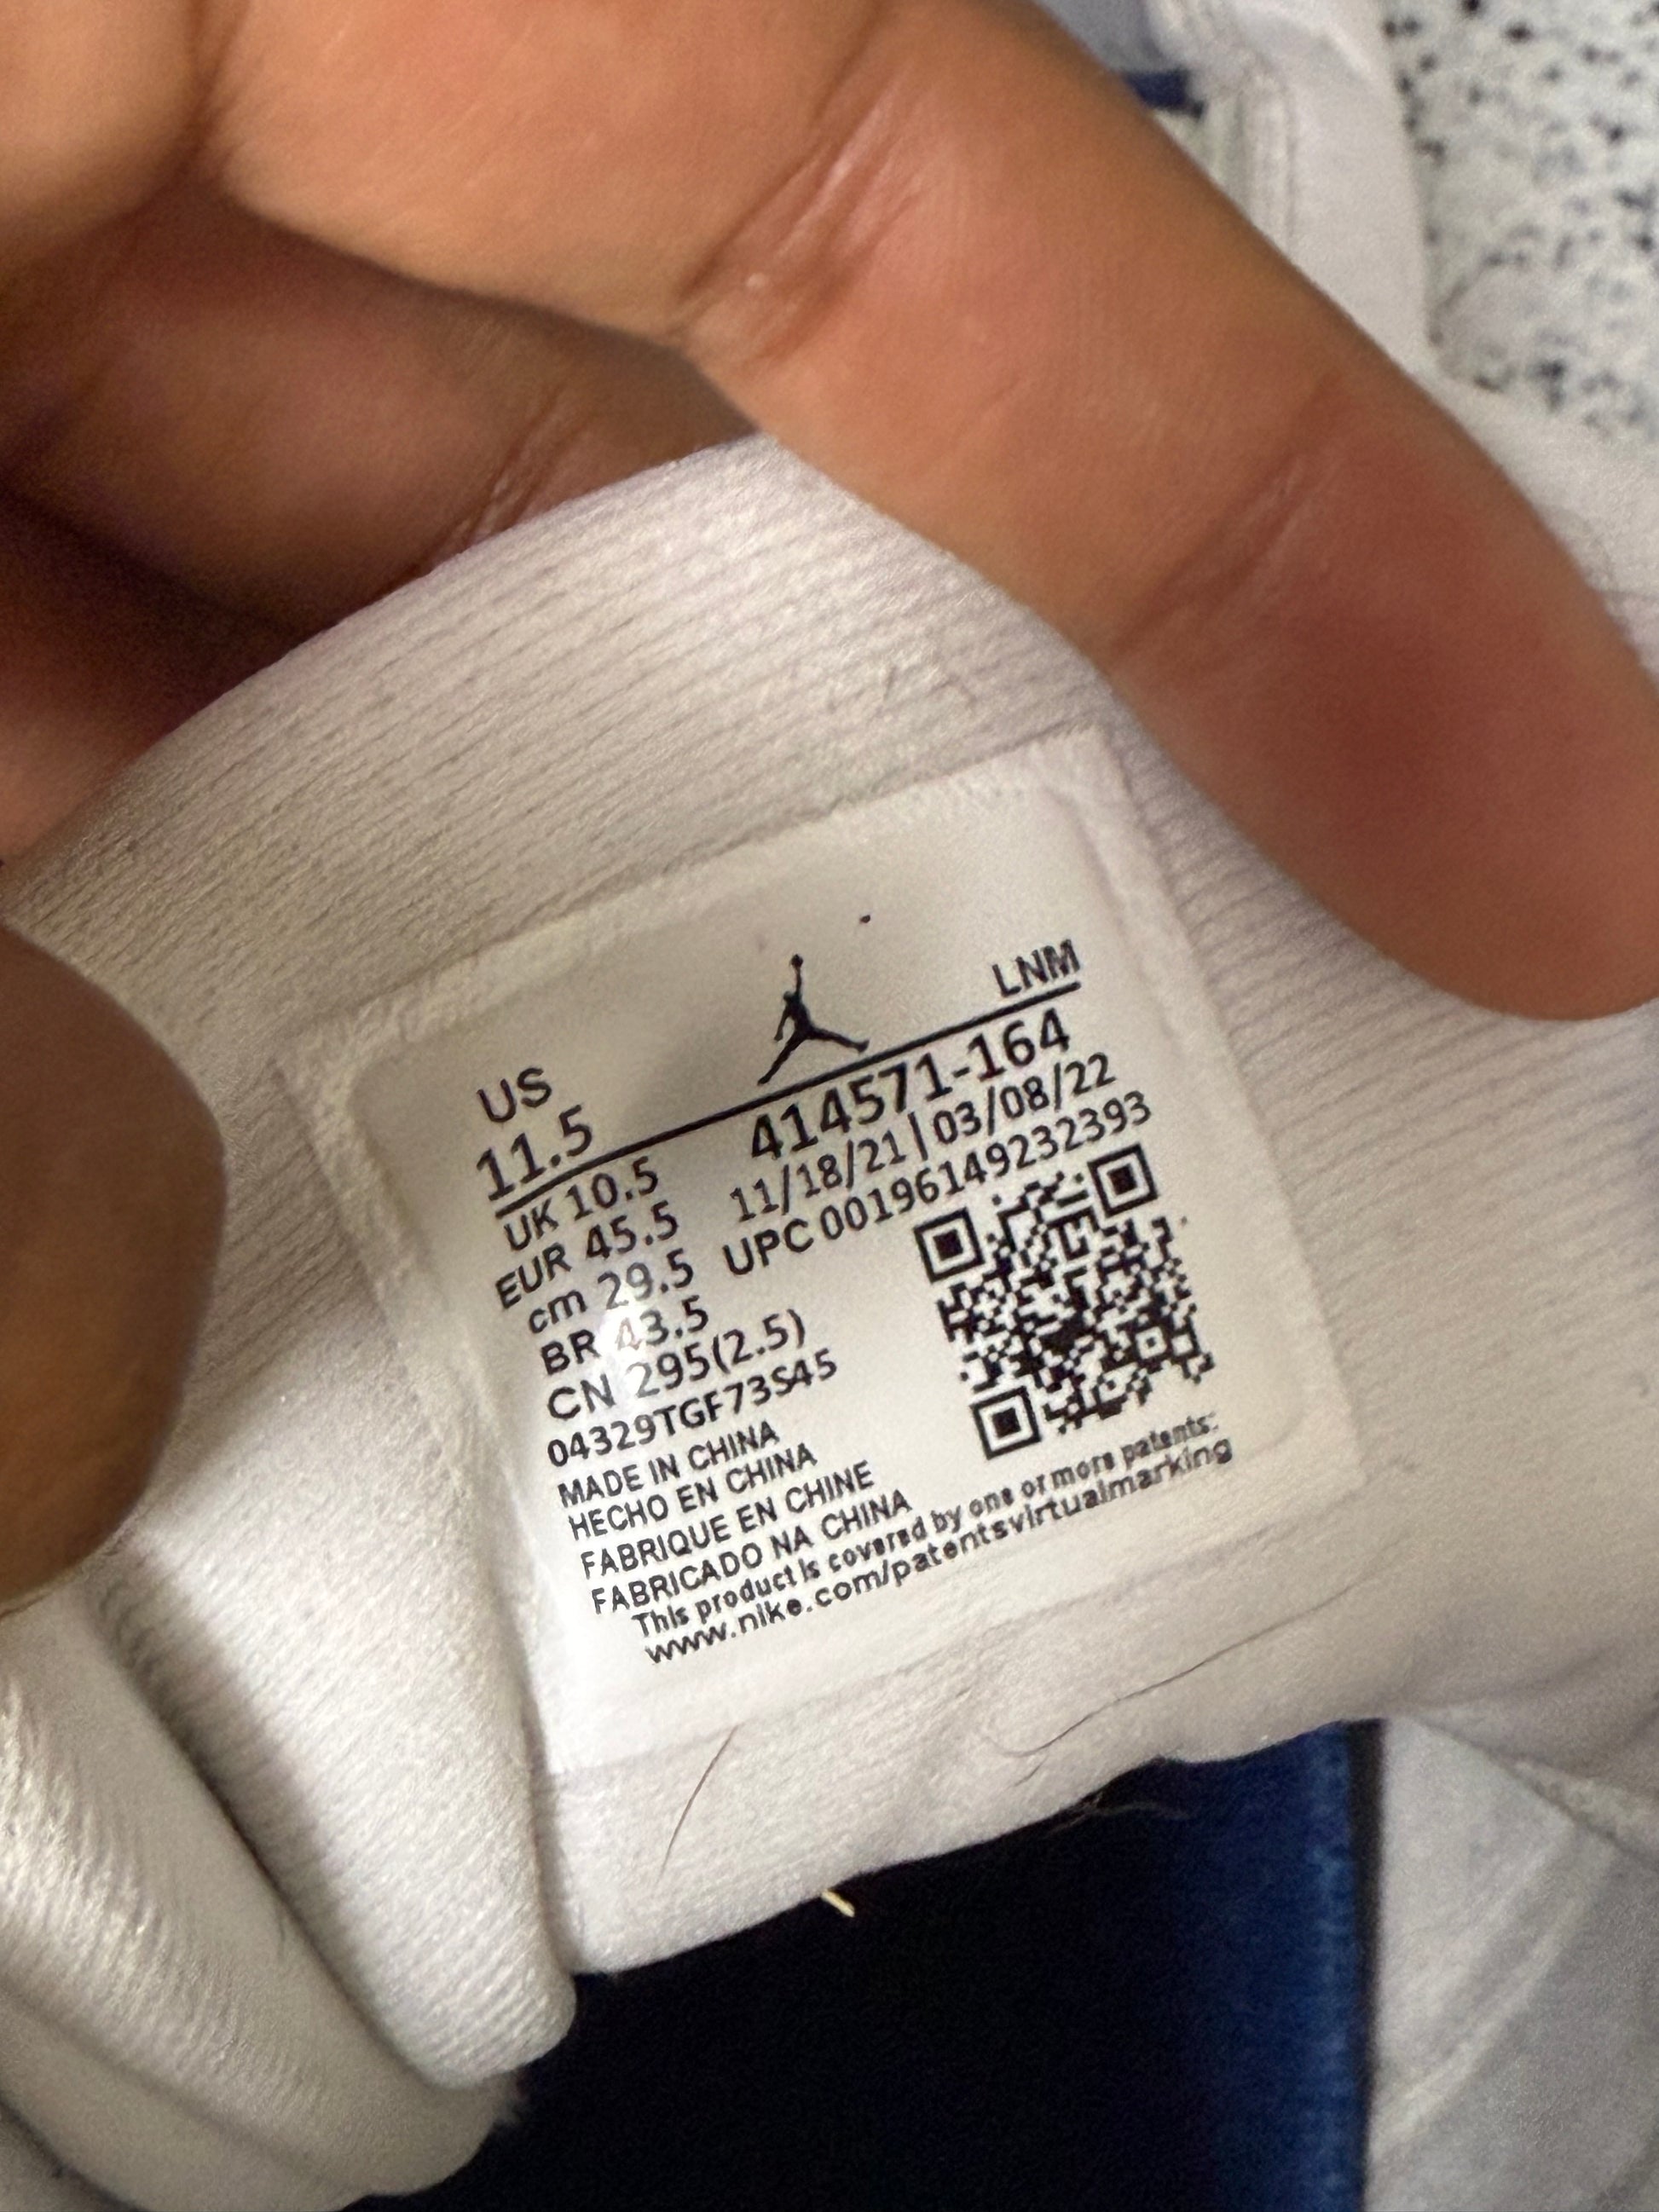 LNM
US
11.5
414571-164
UK 10.5
11/18/21|03/08/22
EUR 45.5
UPC 00196149232393
cm 29.5
BR 43.5
CN 295(2.5)
04329TGF73S45
MADE IN CHINA
HECHO EN CHINA
FABRIQUE EN CHINE
FABRICADO NA CHINA
This product is covered by one or more patents:
www.nike.com/patentsvirtualmarking